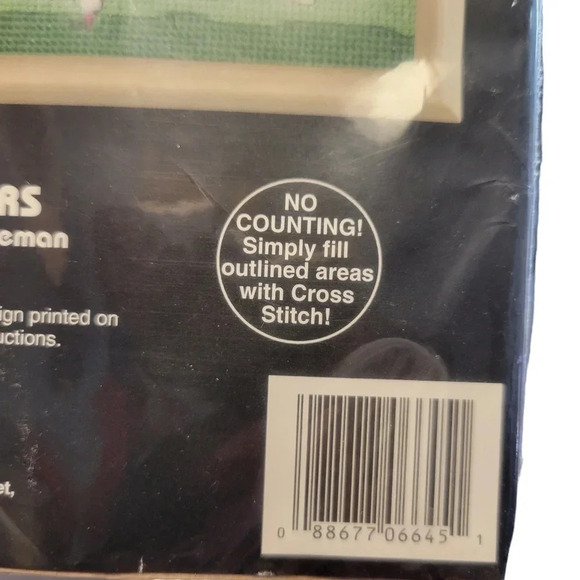 RS
eman
NO
COUNTING!
Simply fill
outlined areas
with Cross
Stitch!
ign printed on
uctions.
et,
0 88677 06645 1